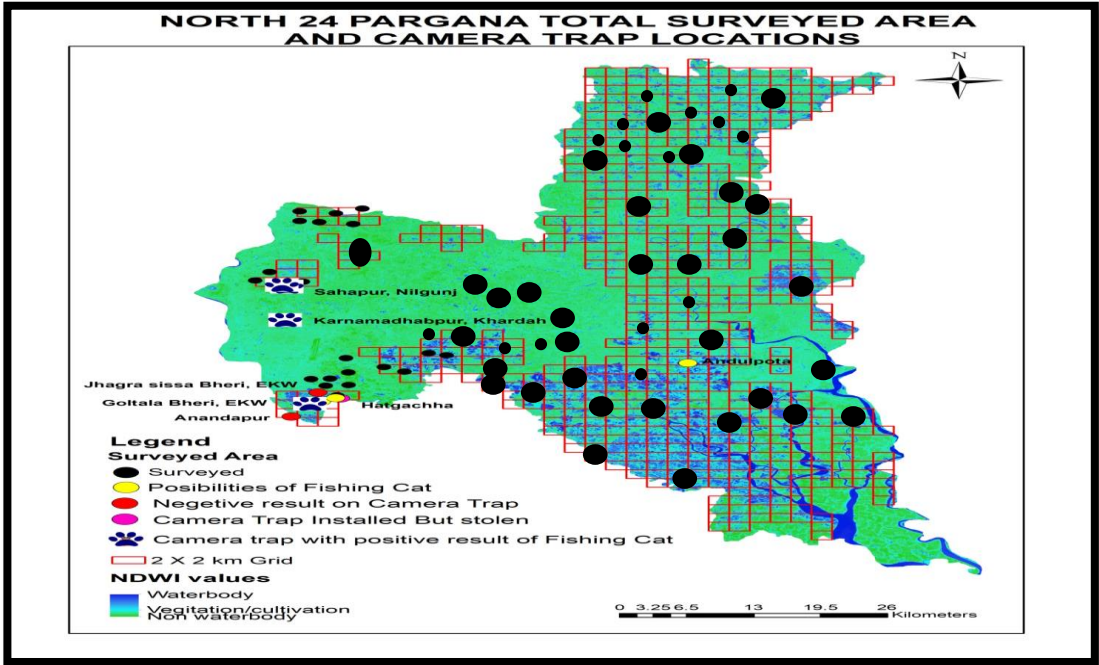 NORTH 24 PARGANA TOTAL SURVEYED AREA
AND CAMERA TRAP LOCATIONS
N
Sahapur, Nilgunj
Karnamadhabpur, Khardah
Andulpota
Jhagra sissa Bheri, EKW
Goltala Bheri, EKW
Hatgachha
Anandapur
Legend
Surveyed Area
Surveyed
Posibilities of Fishing Cat
Negetive result on Camera Trap
Camera Trap Installed But stolen
Camera trap with positive result of Fishing Cat
2 X 2 km Grid
NDWI values
Waterbody
Vegitation/cultivation
Non waterbody
0 3.25 6.5 13 19.5 26
Kilometers